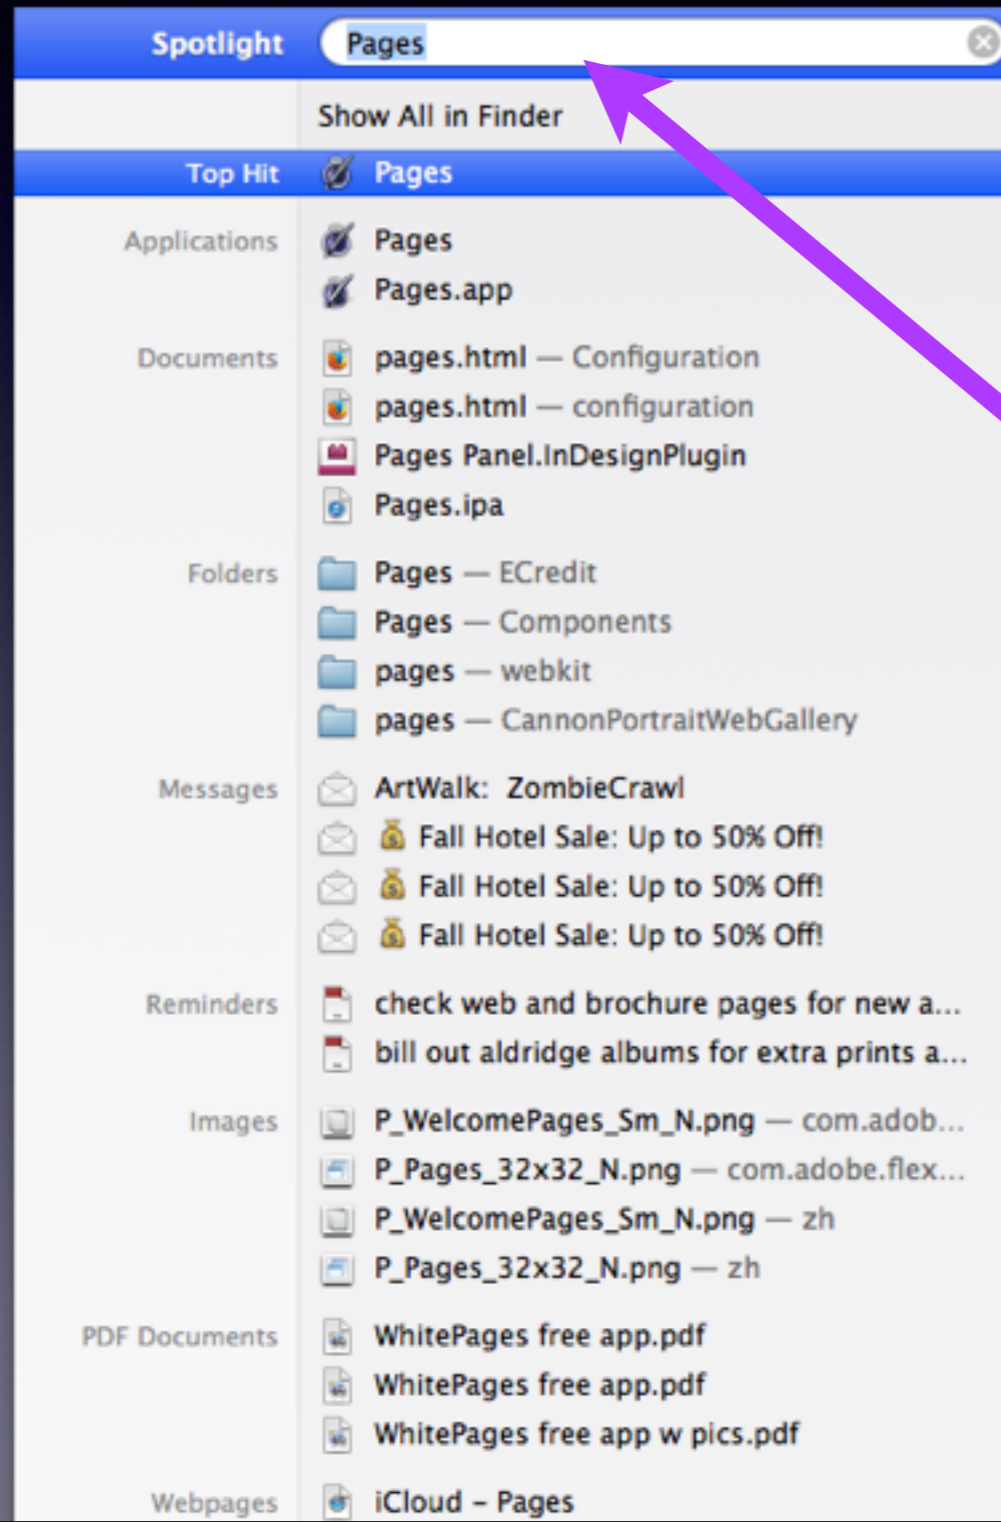 Spotlight Pages
Show All in Finder
Top Hit Pages
Applications Pages
Pages.app
Documents pages.html — Configuration
pages.html — configuration
Pages Panel.InDesignPlugin
Pages.ipa
Folders Pages — ECredit
Pages — Components
pages — webkit
pages — CannonPortraitWebGallery
Messages ArtWalk: ZombieCrawl
💰 Fall Hotel Sale: Up to 50% Off!
💰 Fall Hotel Sale: Up to 50% Off!
💰 Fall Hotel Sale: Up to 50% Off!
Reminders check web and brochure pages for new a...
bill out aldridge albums for extra prints a...
Images P_WelcomePages_Sm_N.png — com.adob...
P_Pages_32x32_N.png — com.adobe.flex...
P_WelcomePages_Sm_N.png — zh
P_Pages_32x32_N.png — zh
PDF Documents WhitePages free app.pdf
WhitePages free app.pdf
WhitePages free app w pics.pdf
Webpages iCloud – Pages